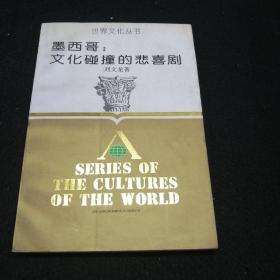 世界文化丛书
墨西哥:
文化碰撞的悲喜剧
刘文龙著
A
SERIES OF
THE CULTURES
OF THE WORLD